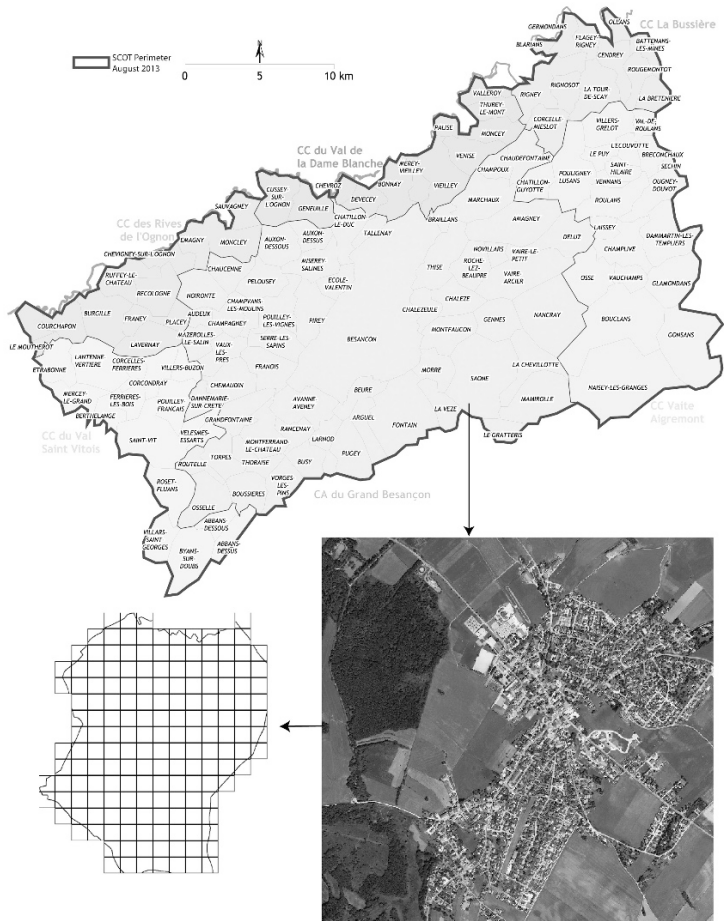 SCOT Perimeter
August 2013
N
0
5
10 km
GERMONDANS
OLLANS
CC La Bussière
BLARIANS
FLAGEY-
RIGNEY
CENDREY
BATTENANS-
LES-MINES
ROUGEMONTOT
VALLEROY
RIGNEY
RIGNOSOT
LA TOUR-
DE-SCAY
LA BRETENIERE
THUREY-
LE-MONT
MONCEY
CORCELLE
MIESLOT
VILLERS-
GRELOT
VAL-DE-
ROULANS
CC du Val de
la Dame Blanche
VENISE
CHAUDEFONTAINE
L'ECOUVOTTE
LE PUY
BRECONCHAUX
SECHIN
MEREY-
VIEILLEY
CHAMPOUX
CHATILLON-
GUYOTTE
POULIGNEY
LUSANS
SAINT-
HILAIRE
VENNANS
OUGNEY-
DOUVOT
CUSSEY
SUR-
L'OGNON
CHEVROZ
BONNAY
VIEILLEY
MARCHAUX
ROULANS
SAUVAGNEY
GENEUILLE
DEVECEY
CC des Rives
de l'Ognon
CHATILLON
LE-DUC
TALLENAY
BRAILLANS
AMAGNEY
LAISSEY
EMAGNY
MONCLEY
AUXON-
DESSOUS
AUXON-
DESSUS
DELUZ
DAMMARTIN-LES-
TEMPLIERS
CHEVIGNEY-SUR-L'OGNON
NOVILLARS
VAIRE-LE-
PETIT
CHAMPLIVE
RUFFEY-LE-
CHATEAU
CHAUCENNE
MISEREY
SALINES
THISE
ROCHE-
LEZ-
BEAUPRE
VAIRE-
ARCIER
OSSE
VAUCHAMPS
GLAMONDANS
RECOLOGNE
NOIRONTE
PELOUSEY
ECOLE-
VALENTIN
CHALEZE
BURGILLE
AUDEUX
CHAMPVANS-
LES-MOULINS
CHALEZEULE
GENNES
NANCRAY
BOUCLANS
COURCHAPON
FRANEY
PLACEY
CHAMPAGNEY
POUILLEY-
LES-VIGNES
PIREY
MONTFAUCON
GONSANS
LE MOUTHEROT
LAVERNAY
MAZEROLLES-
LE-SALIN
VAUX-
LES-
PRES
SERRE-LES
SAPINS
BESANCON
LANTENNE
VERTIERE
CORCELLES-
FERRIERES
VILLERS-BUZON
FRANOIS
MORRE
LA CHEVILLOTTE
ETRABONNE
CORCONDRAY
CHEMAUDIN
SAONE
BEURE
NAISEY-LES-GRANGES
MERCEY-
LE-GRAND
FERRIERES-
LES-BOIS
POUILLEY-
FRANCAIS
DANNEMARIE-
SUR-CRETE
AVANNE
AVENEY
MAMIROLLE
BERTHELANGE
GRANDFONTAINE
ARGUEL
LA VEZE
CC Valte
Aigremont
CC du Val
Saint Vitois
SAINT-VIT
VELESMES-
ESSARTS
RANCENAY
LARNOD
FONTAIN
LE GRATTERIS
ROUTELLE
TORPES
MONTFERRAND
LE-CHATEAU
THORAISE
BUSY
PUGEY
ROSET-
FLUANS
BOUSSIERES
VORGES
LES-
PINS
CA du Grand Besançon
OSSELLE
VILLARS-
SAINT
GEORGES
ABBANS
DESSOUS
BYANS-
SUR-
DOUBS
ABBANS-
DESSUS